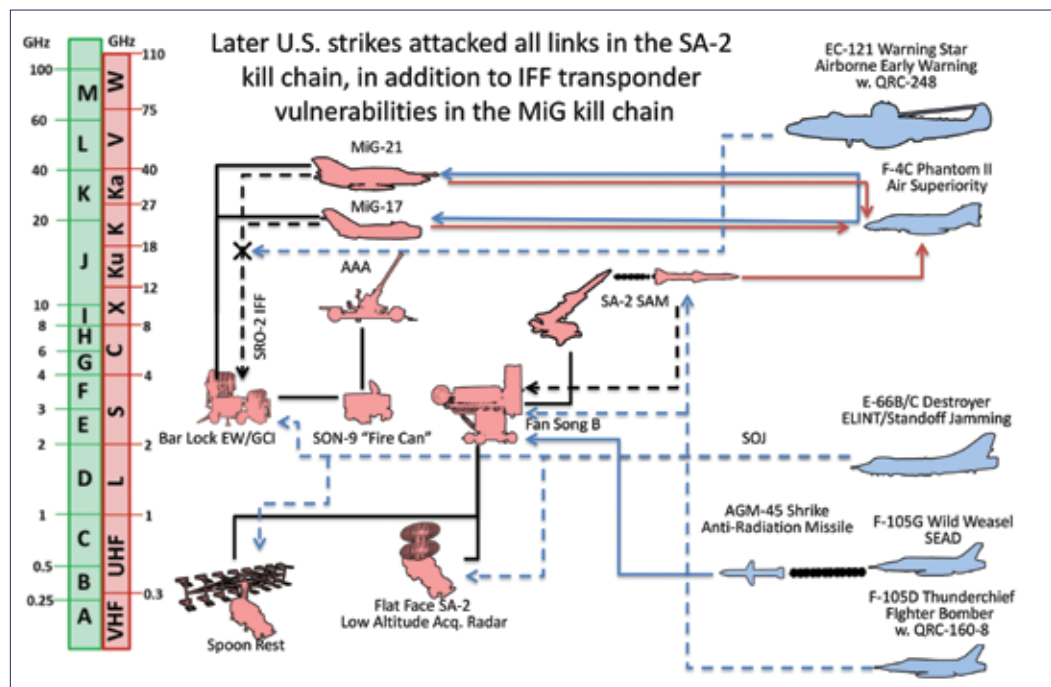 GHz
GHz
100
60
40
20
10
8
6
4
3
2
1
0.5
0.25
M
L
K
J
I
H
G
F
E
D
C
B
A
110
75
40
27
18
12
8
4
2
1
0.3
W
V
Ka
K
Ku
X
C
S
L
UHF
VHF
Later U.S. strikes attacked all links in the SA-2
kill chain, in addition to IFF transponder
vulnerabilities in the MiG kill chain
EC-121 Warning Star
Airborne Early Warning
w. QRC-248
MiG-21
F-4C Phantom II
Air Superiority
MiG-17
AAA
SA-2 SAM
SRO-2 IFF
Bar Lock EW/GCI
SON-9 "Fire Can"
Fan Song B
E-66B/C Destroyer
ELINT/Standoff Jamming
SOJ
AGM-45 Shrike
Anti-Radiation Missile
F-105G Wild Weasel
SEAD
F-105D Thunderchief
FIghter Bomber
w. QRC-160-8
Flat Face SA-2
Low Altitude Acq. Radar
Spoon Rest